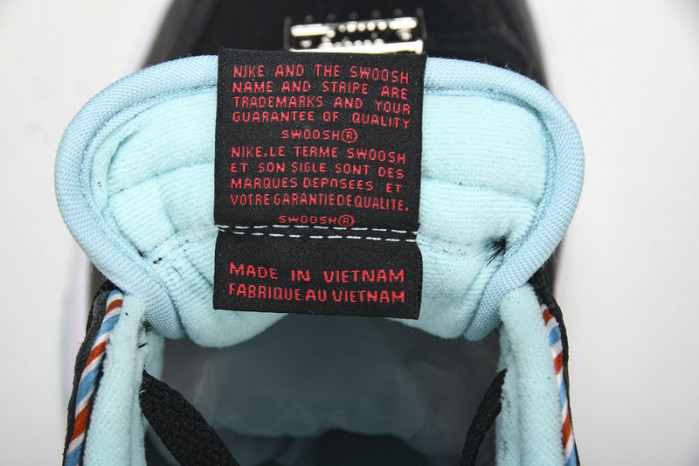 NIKE AND THE SWOOSH
NAME AND STRIPE ARE
TRADEMARKS AND YOUR
GUARANTEE OF QUALITY
SWOOSH®
NIKE.LE TERME SWOOSH
ET SON SIGLE SONT DES
MARQUES DEPOSEES ET
VOTRE GARANTIE DE QUALITE.
SWOOSH®
MADE IN VIETNAM
FABRIQUE AU VIETNAM